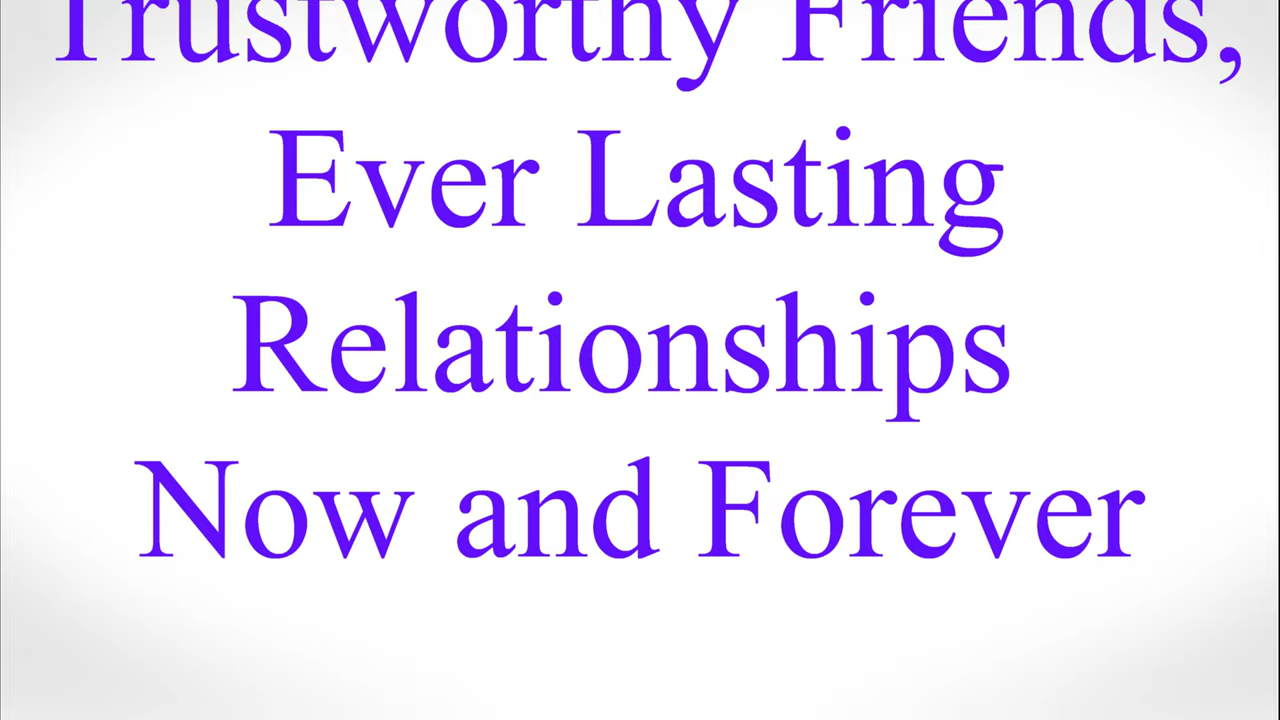 Trustworthy Friends,
Ever Lasting
Relationships
Now and Forever